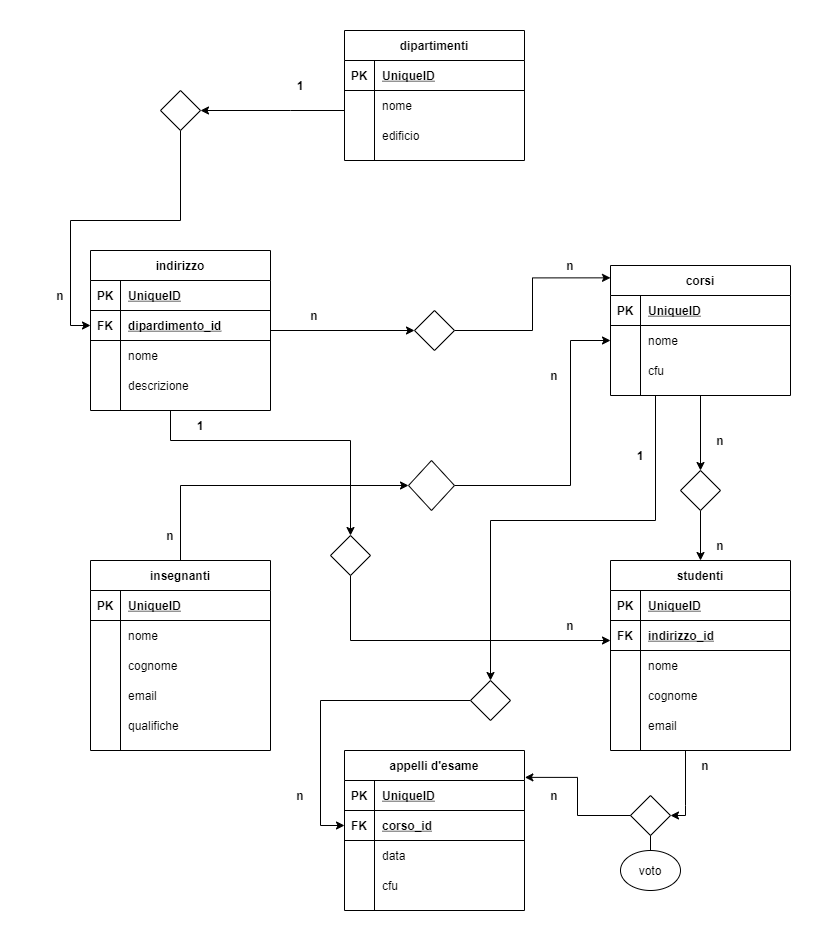 dipartimenti
PK UniqueID
nome
edificio
1
n
indirizzo
PK UniqueID
FK dipardimento_id
nome
descrizione
n
n
corsi
PK UniqueID
nome
cfu
1
n
n
1
n
n
insegnanti
PK UniqueID
nome
cognome
email
qualifiche
n
n
studenti
PK UniqueID
FK indirizzo_id
nome
cognome
email
n
n
n
appelli d'esame
PK UniqueID
FK corso_id
data
cfu
voto